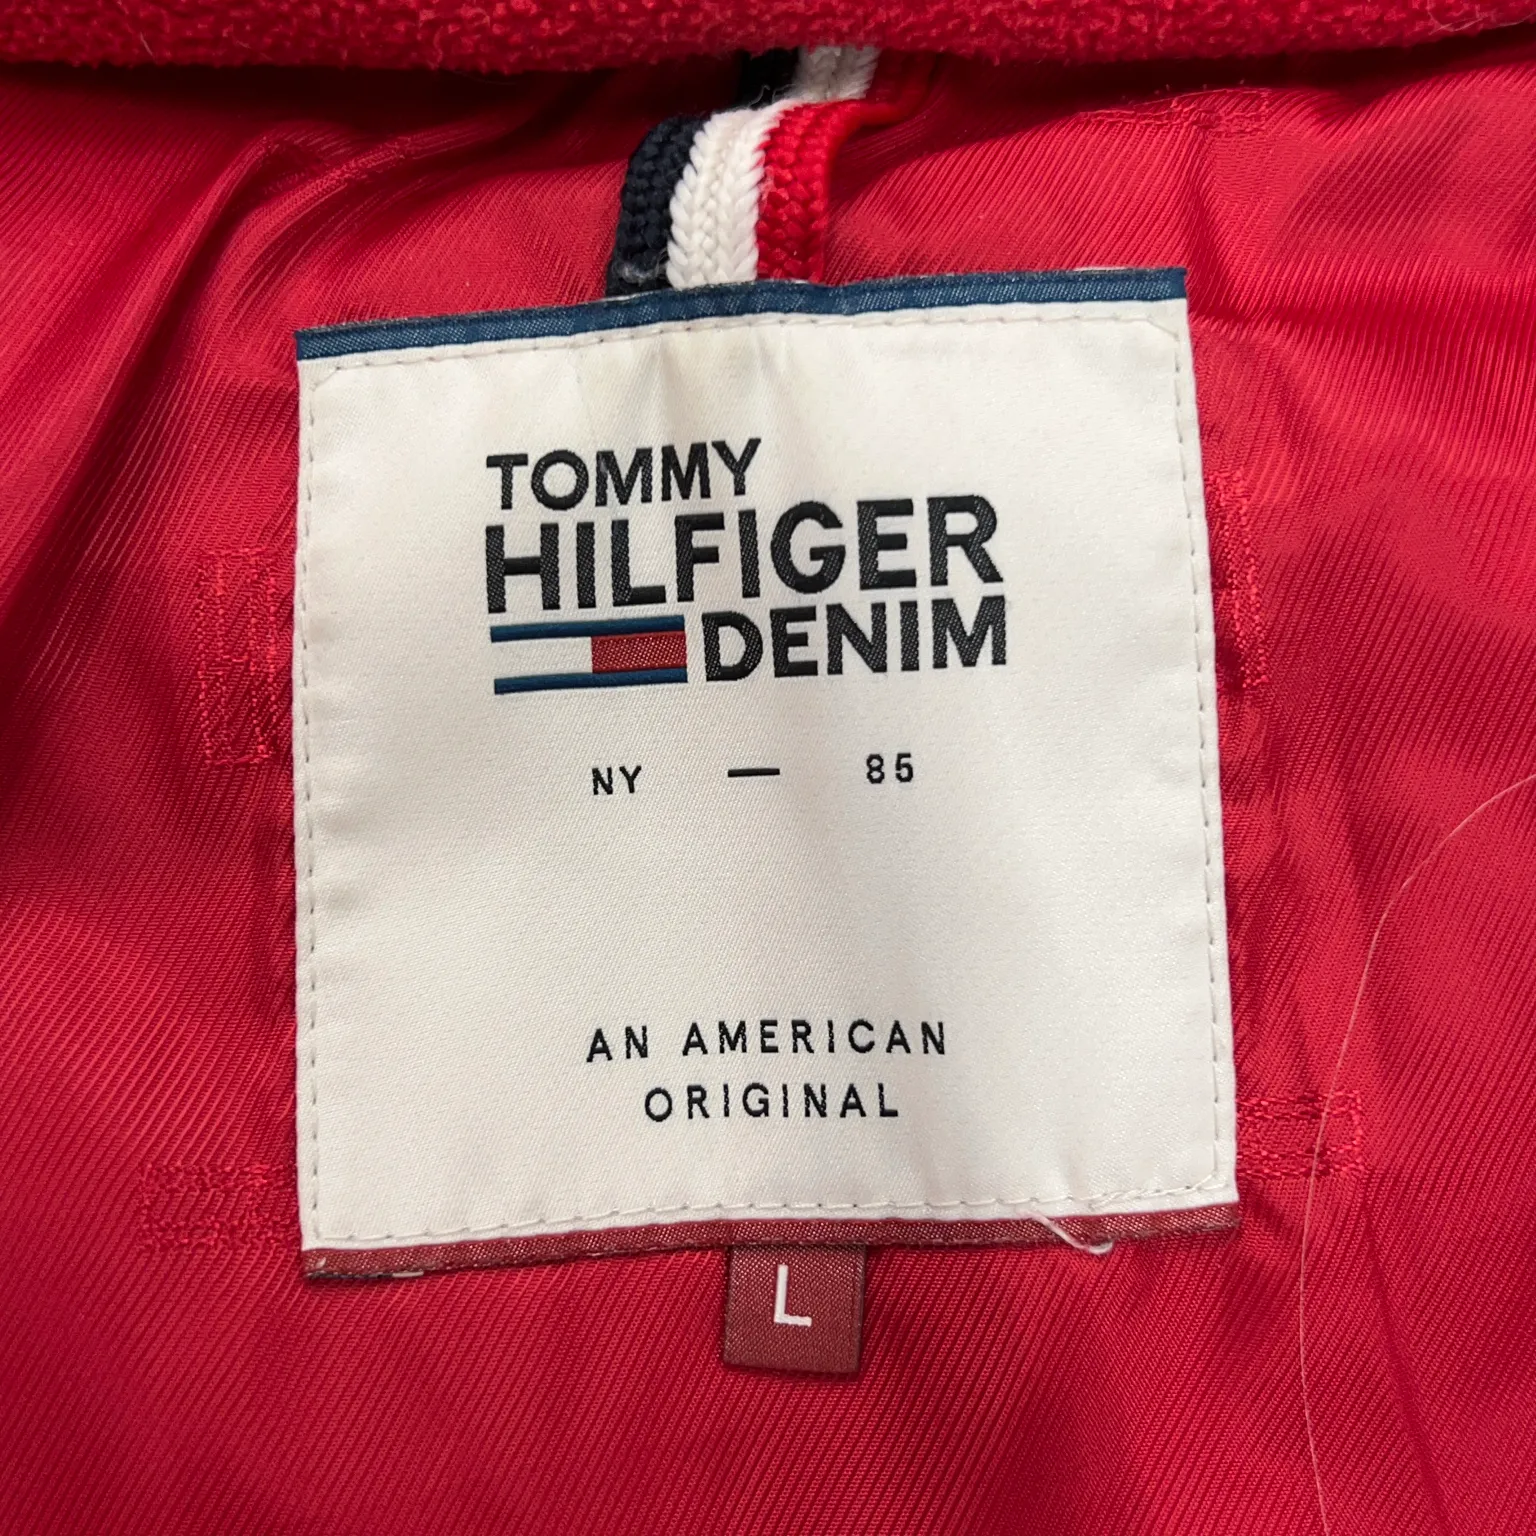 TOMMY
HILFIGER
DENIM
NY — 85
AN AMERICAN
ORIGINAL
L